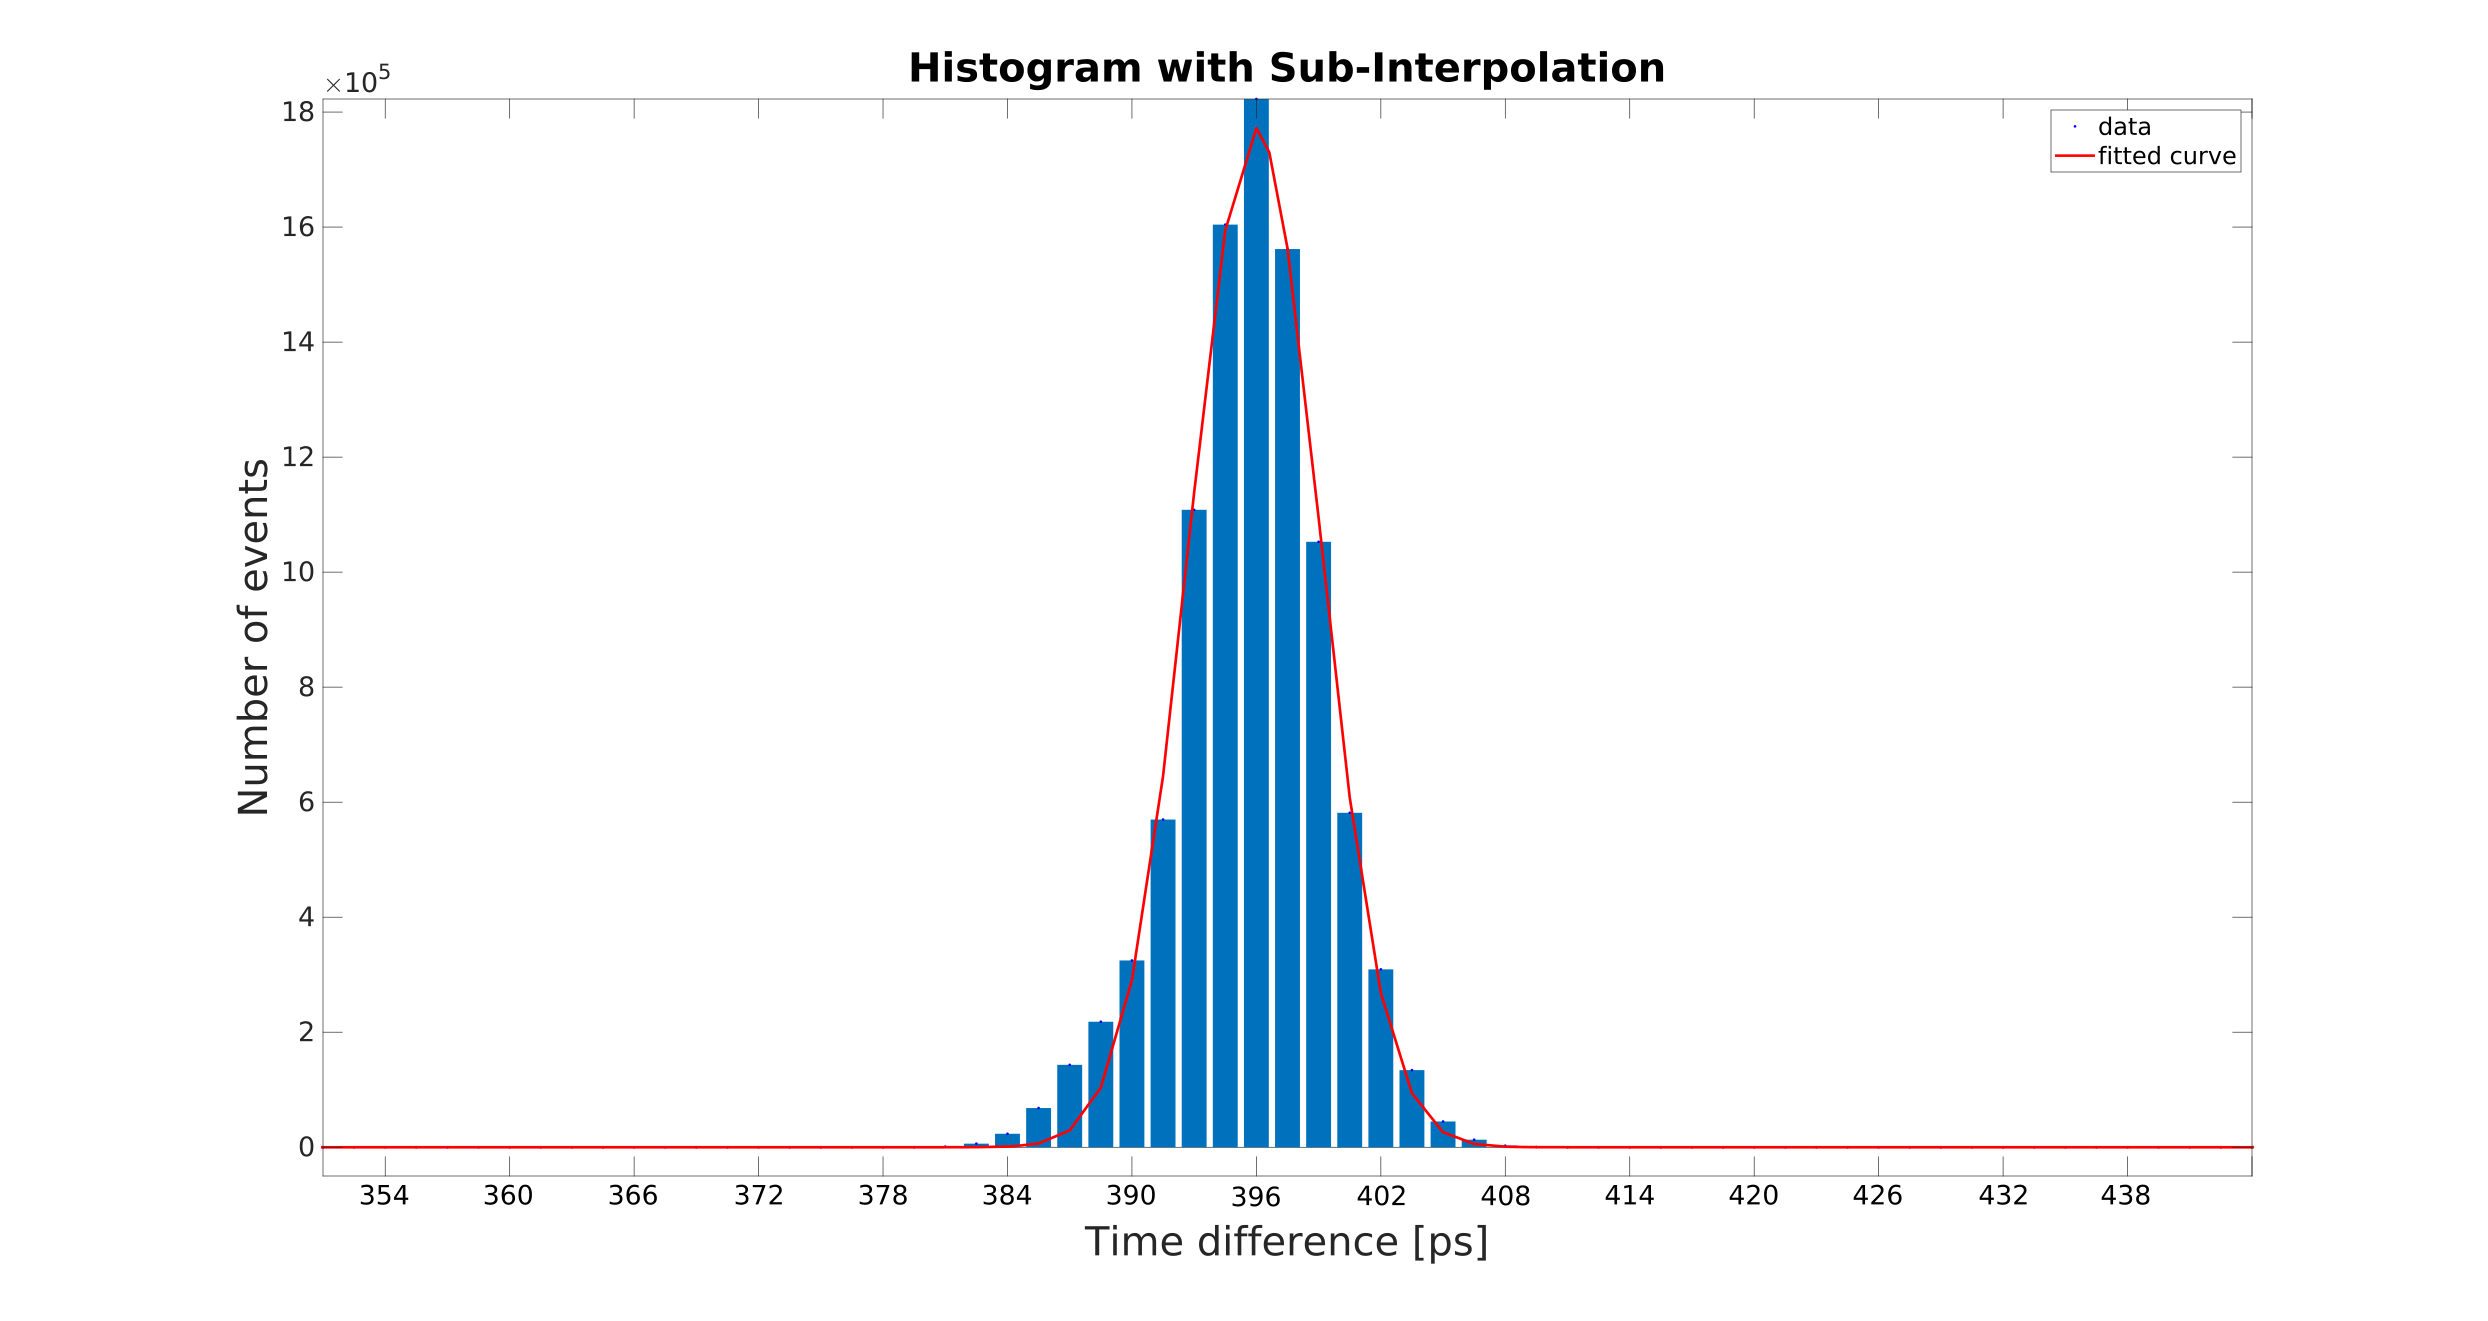 Histogram with Sub-Interpolation
×10⁵
18
16
14
12
10
8
6
4
2
0
Number of events
data
fitted curve
354 360 366 372 378 384 390 396 402 408 414 420 426 432 438
Time difference [ps]